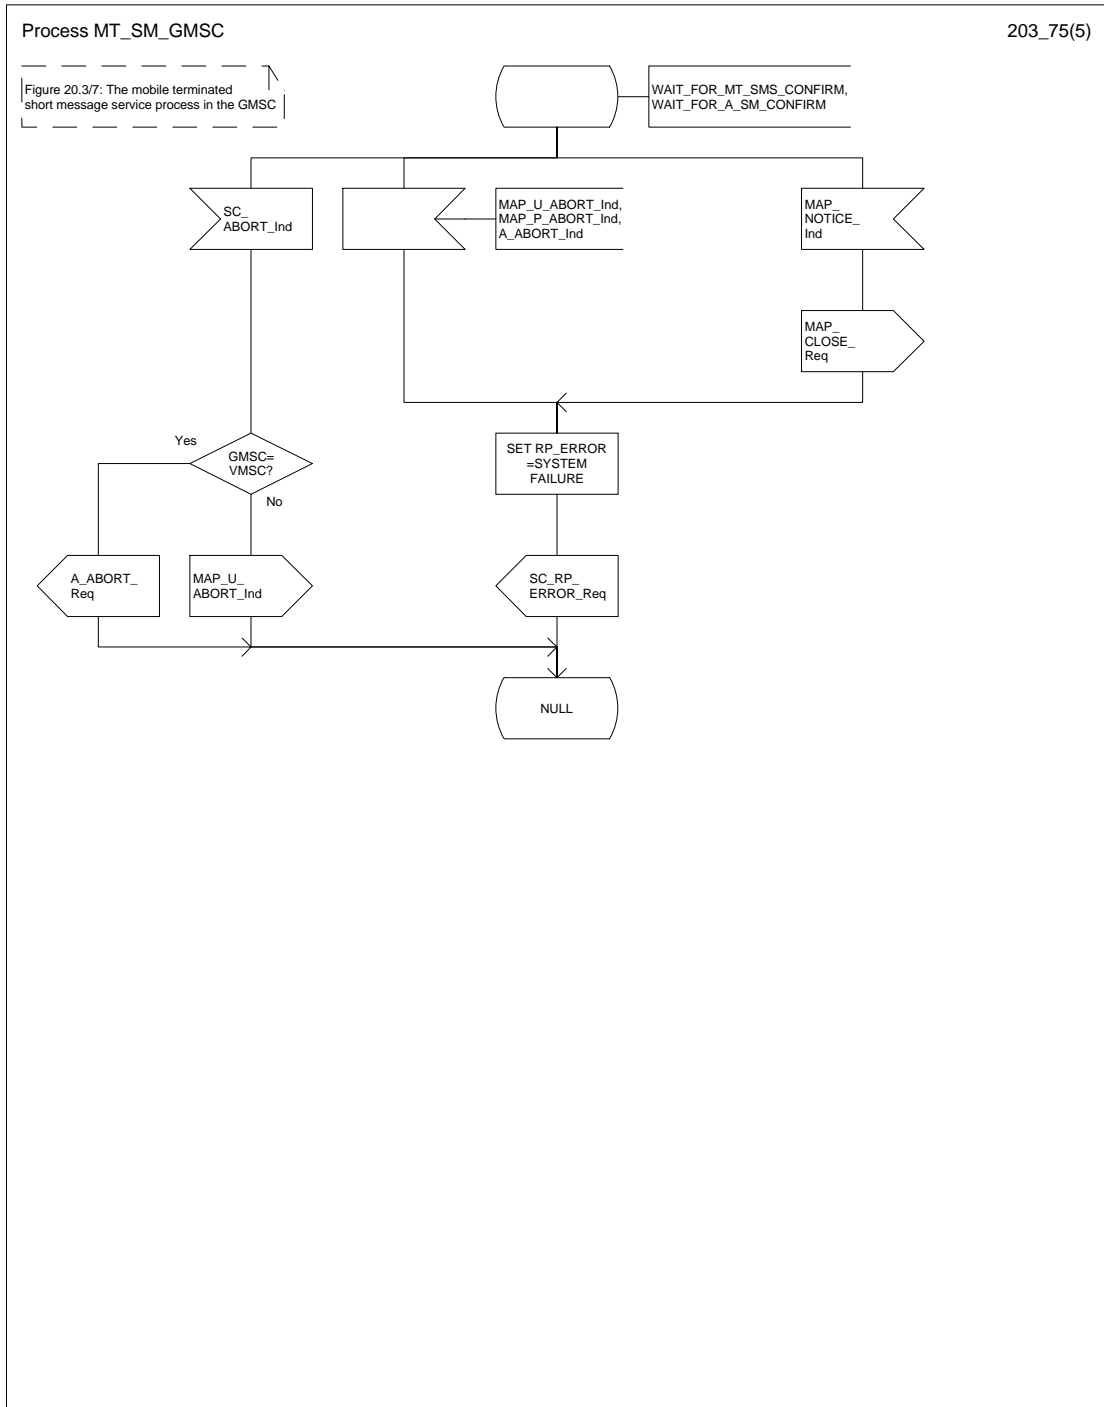 Process MT_SM_GMSC
203_75(5)
Figure 20.3/7: The mobile terminated
short message service process in the GMSC
WAIT_FOR_MT_SMS_CONFIRM,
WAIT_FOR_A_SM_CONFIRM
SC_
ABORT_Ind
MAP_U_ABORT_Ind,
MAP_P_ABORT_Ind,
A_ABORT_Ind
MAP_
NOTICE_
Ind
MAP_
CLOSE_
Req
Yes
GMSC=
VMSC?
No
SET RP_ERROR
=SYSTEM
FAILURE
A_ABORT_
Req
MAP_U_
ABORT_Ind
SC_RP_
ERROR_Req
NULL